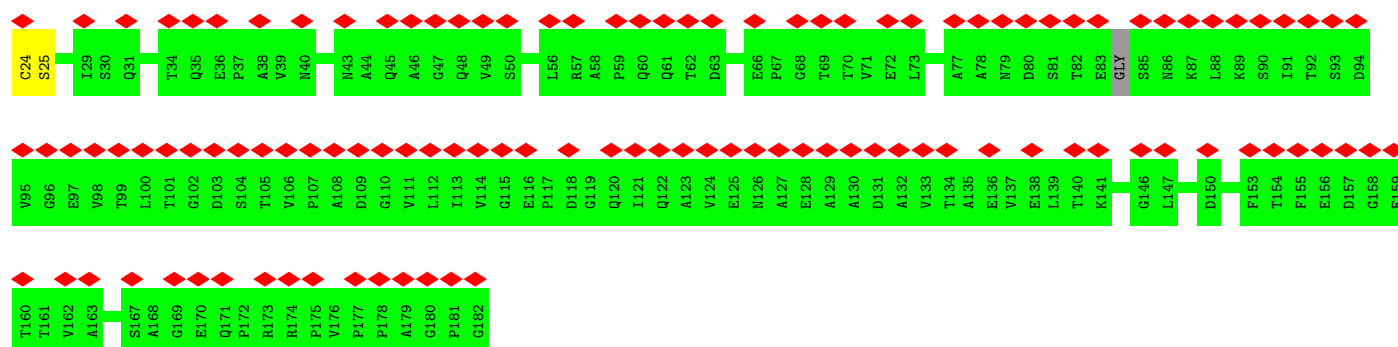 C24 S25 I29 S30 Q31 T34 Q35 E36 P37 A38 V39 N40 N43 A44 Q45 A46 G47 Q48 V49 S50 L56 R57 A58 P59 Q60 Q61 T62 D63 E66 P67 G68 T69 T70 V71 E72 L73 A77 A78 N79 D80 S81 T82 E83 GLY S85 N86 K87 L88 K89 S90 I91 T92 S93 D94
V95 G96 E97 V98 T99 L100 T101 G102 D103 S104 T105 V106 P107 A108 D109 G110 V111 L112 I113 V114 G115 E116 P117 D118 G119 Q120 I121 Q122 A123 V124 E125 N126 A127 E128 A129 A130 D131 A132 V133 T134 A135 E136 V137 E138 L139 T140 K141 G146 L147 D150 F153 T154 F155 E156 D157 G158
T160 T161 V162 A163 S167 A168 G169 E170 Q171 P172 R173 R174 P175 V176 P177 P178 A179 G180 P181 G182